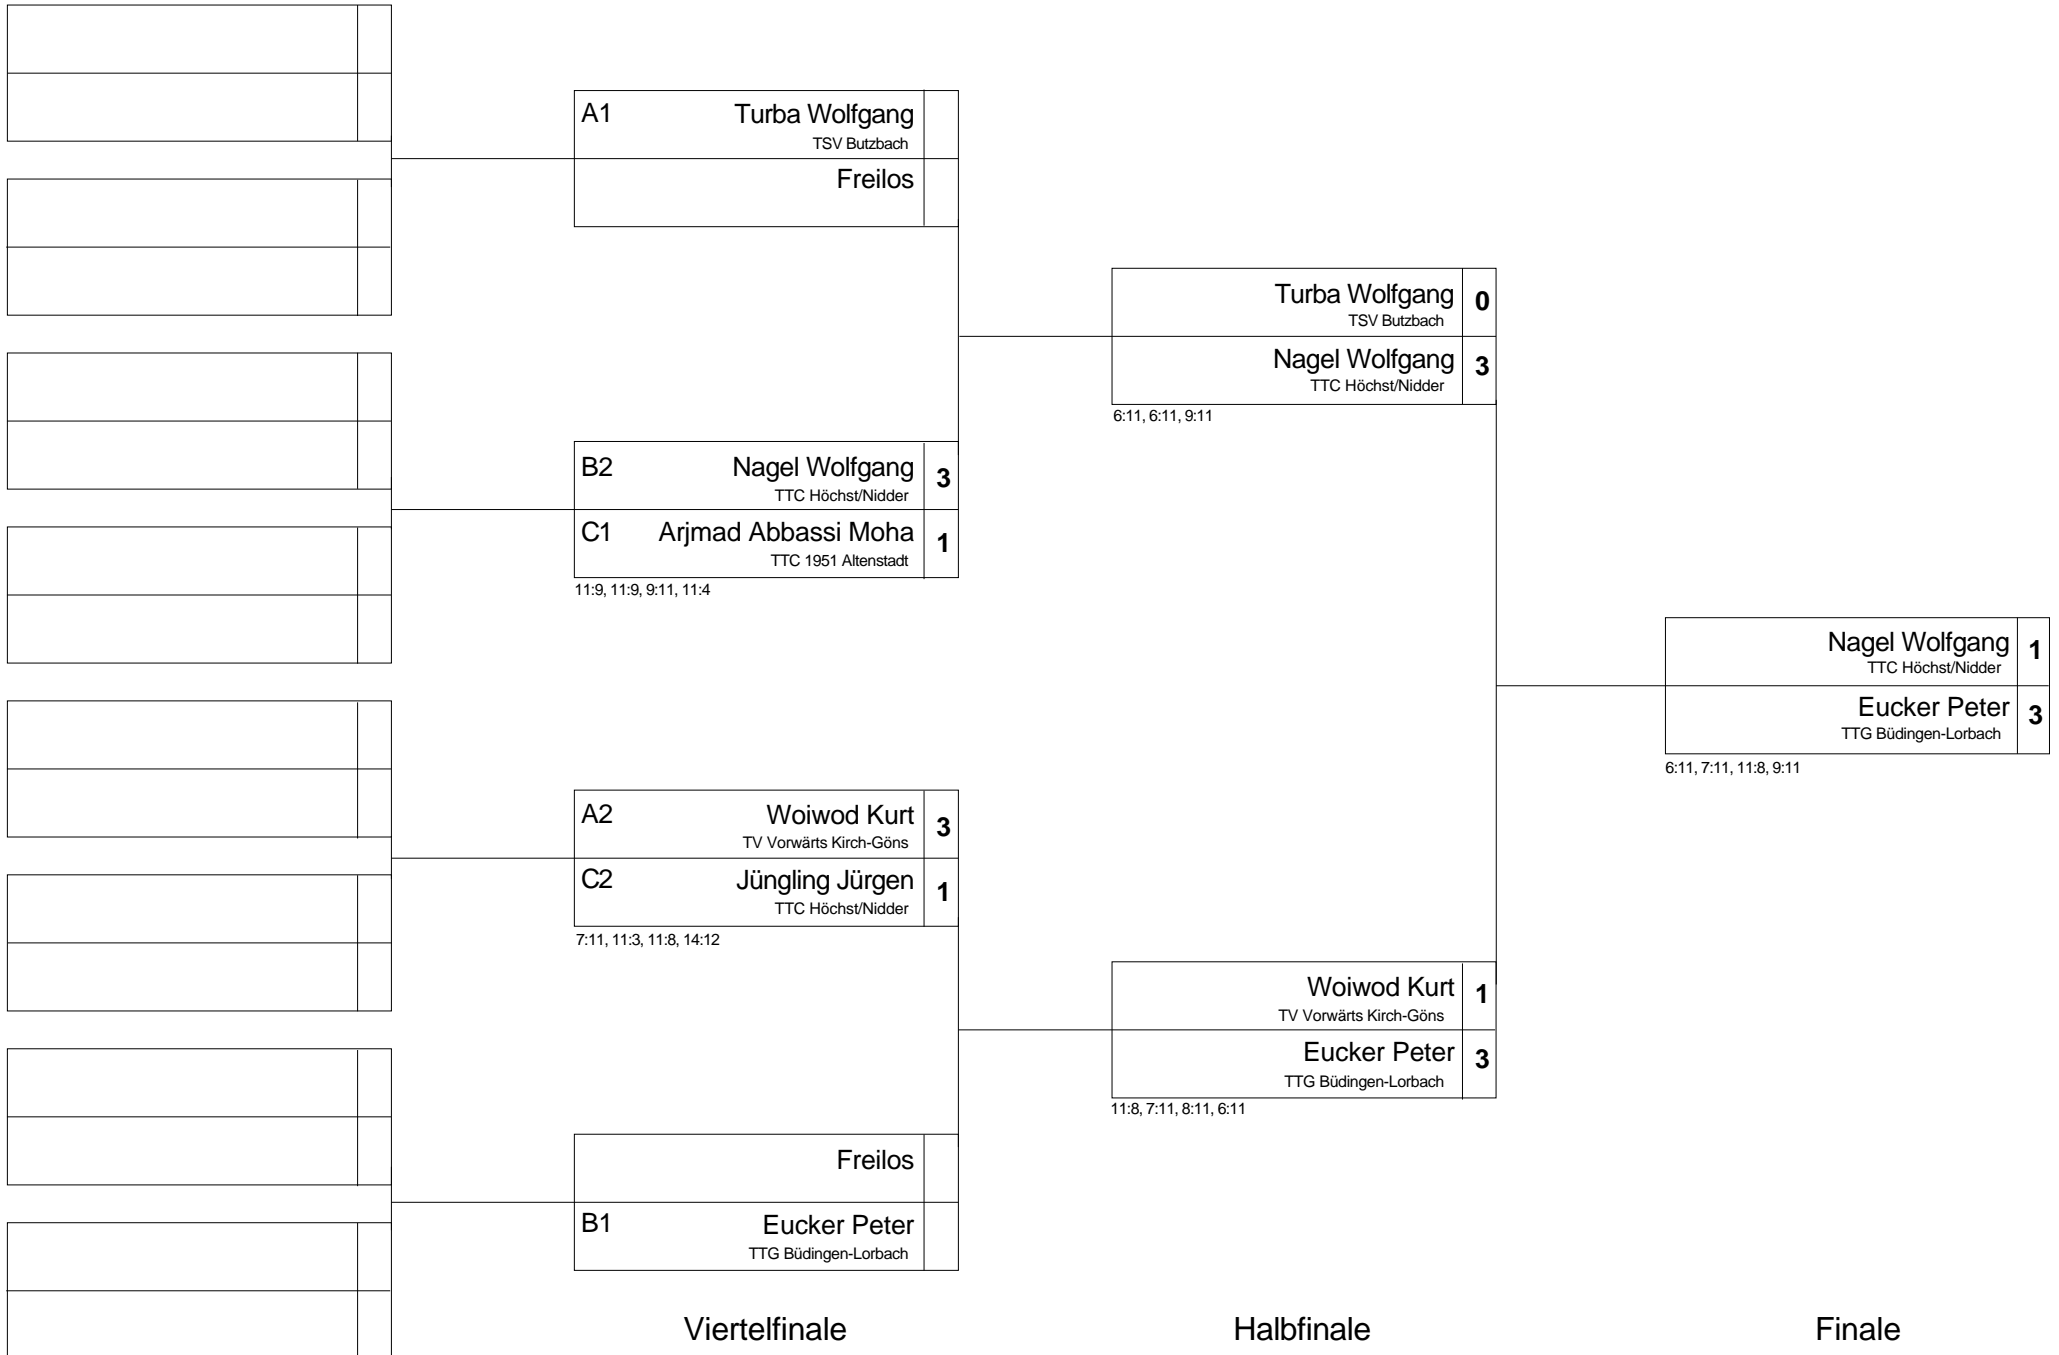 A1 Turba Wolfgang
TSV Butzbach
Freilos
B2 Nagel Wolfgang 3
TTC Höchst/Nidder
C1 Arjmad Abbassi Moha 1
TTC 1951 Altenstadt
11:9, 11:9, 9:11, 11:4
A2 Woiwod Kurt 3
TV Vorwärts Kirch-Göns
C2 Jüngling Jürgen 1
TTC Höchst/Nidder
7:11, 11:3, 11:8, 14:12
Freilos
B1 Eucker Peter
TTG Büdingen-Lorbach
Viertelfinale
Turba Wolfgang 0
TSV Butzbach
Nagel Wolfgang 3
TTC Höchst/Nidder
6:11, 6:11, 9:11
Woiwod Kurt 1
TV Vorwärts Kirch-Göns
Eucker Peter 3
TTG Büdingen-Lorbach
11:8, 7:11, 8:11, 6:11
Halbfinale
Nagel Wolfgang 1
TTC Höchst/Nidder
Eucker Peter 3
TTG Büdingen-Lorbach
6:11, 7:11, 11:8, 9:11
Finale